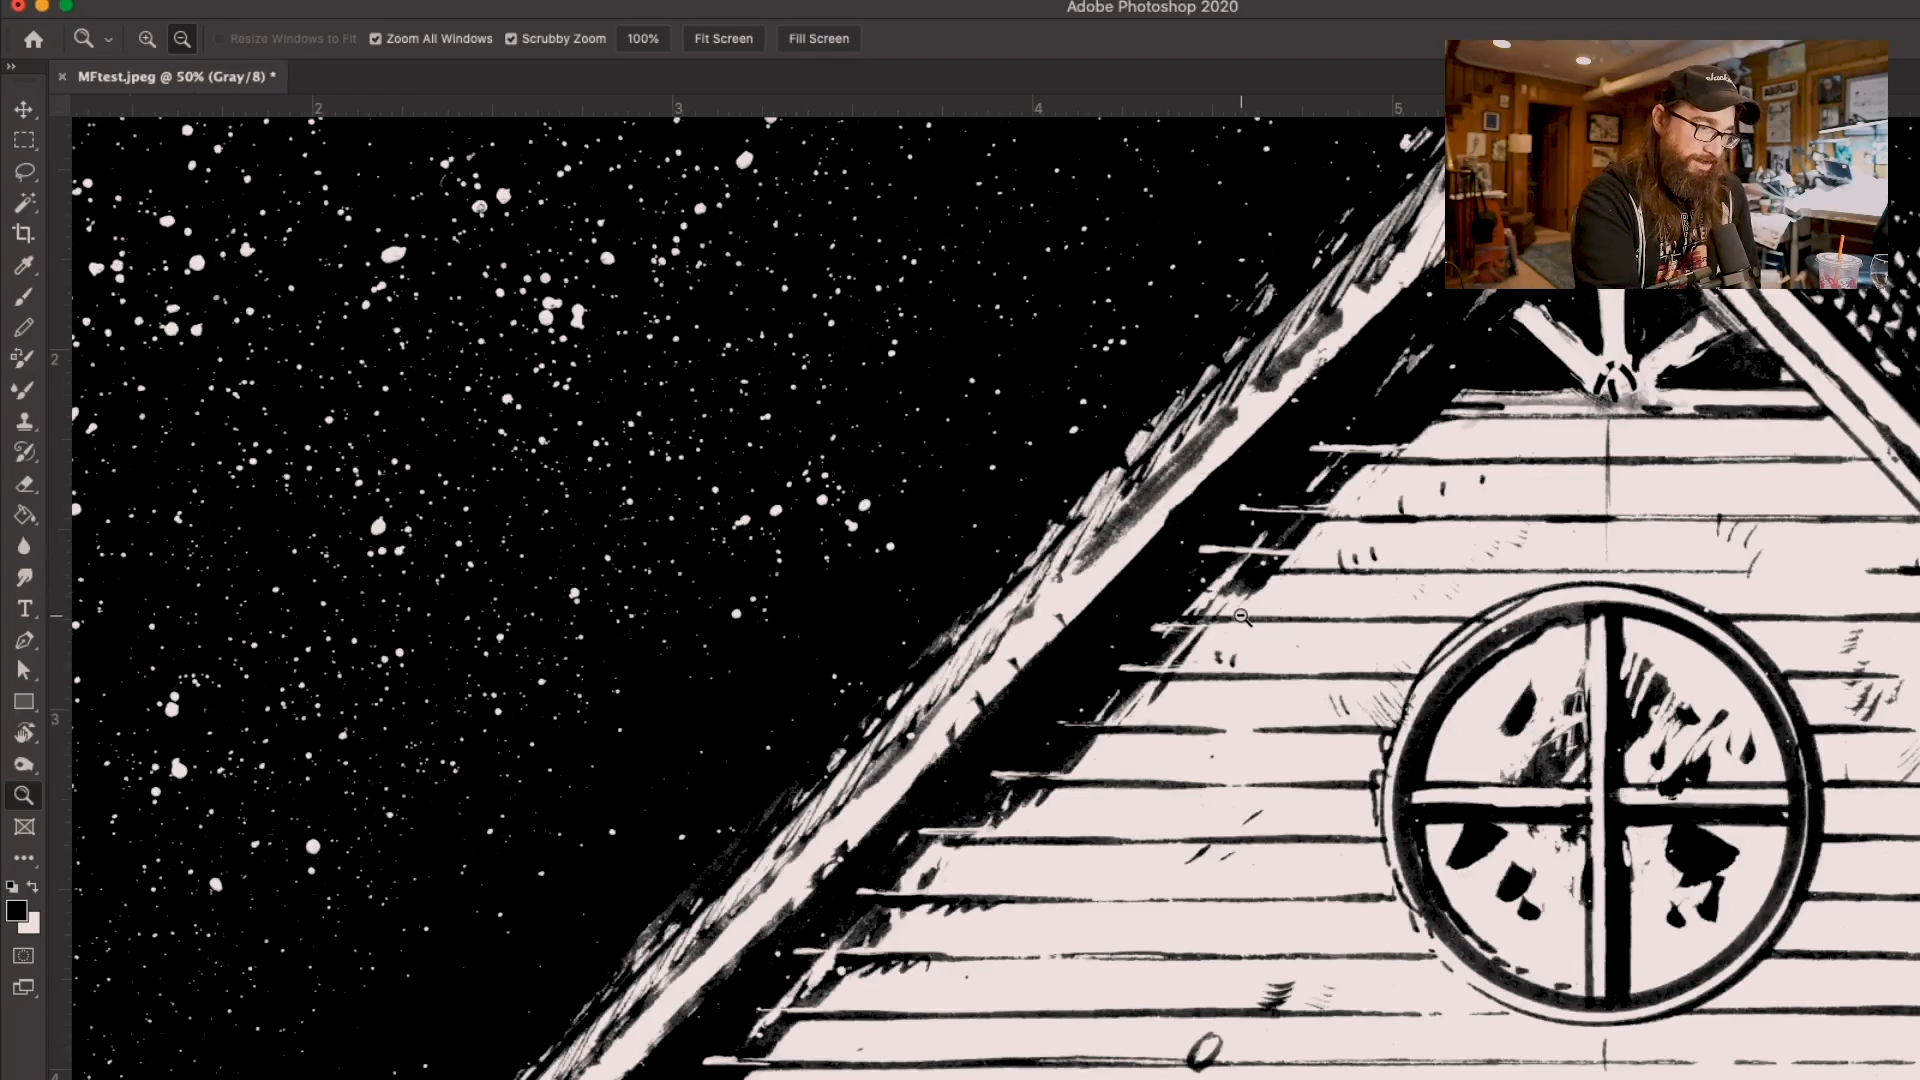 Adobe Photoshop 2020
Resize Windows to Fit
Zoom All Windows
Scrubby Zoom
100%
Fit Screen
Fill Screen
MFtest.jpeg @ 50% (Gray/8) *
2
3
4
5
2
3
4